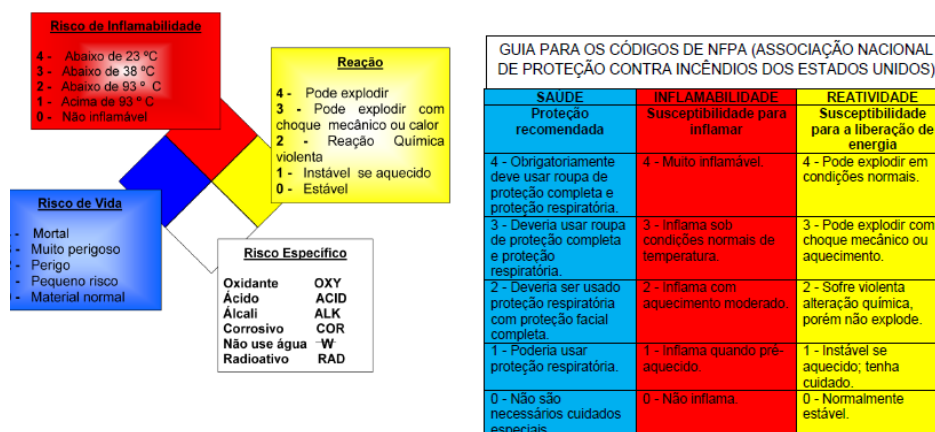 Risco de Inflamabilidade
4 - Abaixo de 23 ºC
3 - Abaixo de 38 ºC
2 - Abaixo de 93 º C
1 - Acima de 93 º C
0 - Não inflamável
Reação
4 - Pode explodir
3 - Pode explodir com
choque mecânico ou calor
2 - Reação Química
violenta
1 - Instável se aquecido
0 - Estável
Risco de Vida
- Mortal
- Muito perigoso
- Perigo
- Pequeno risco
- Material normal
Risco Específico
Oxidante OXY
Ácido ACID
Álcali ALK
Corrosivo COR
Não use água W
Radioativo RAD
GUIA PARA OS CÓDIGOS DE NFPA (ASSOCIAÇÃO NACIONAL
DE PROTEÇÃO CONTRA INCÊNDIOS DOS ESTADOS UNIDOS)
SAÚDE INFLAMABILIDADE REATIVIDADE
Proteção
recomendada
Susceptibilidade para
inflamar
Susceptibilidade
para a liberação de
energia
4 - Obrigatoriamente
deve usar roupa de
proteção completa e
proteção respiratória.
4 - Muito inflamável.
4 - Pode explodir em
condições normais.
3 - Deveria usar roupa
de proteção completa
e proteção
respiratória.
3 - Inflama sob
condições normais de
temperatura.
3 - Pode explodir com
choque mecânico ou
aquecimento.
2 - Deveria ser usado
proteção respiratória
com proteção facial
completa.
2 - Inflama com
aquecimento moderado.
2 - Sofre violenta
alteração química,
porém não explode.
1 - Poderia usar
proteção respiratória.
1 - Inflama quando pré-
aquecido.
1 - Instável se
aquecido; tenha
cuidado.
0 - Não são
necessários cuidados
especiais.
0 - Não inflama.
0 - Normalmente
estável.